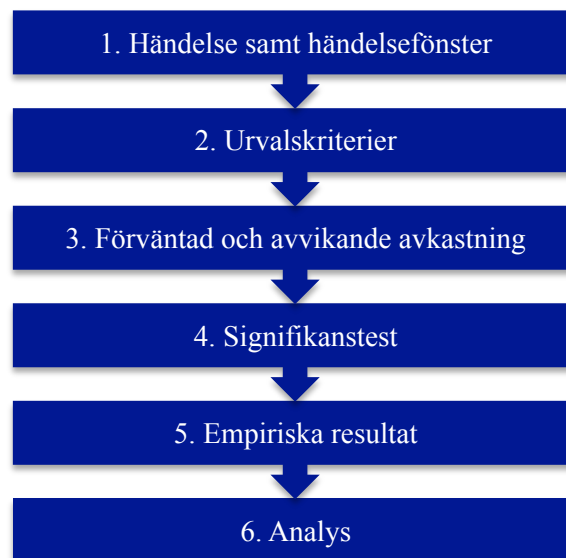 1. Händelse samt händelsefönster
2. Urvalskriterier
3. Förväntad och avvikande avkastning
4. Signifikanstest
5. Empiriska resultat
6. Analys